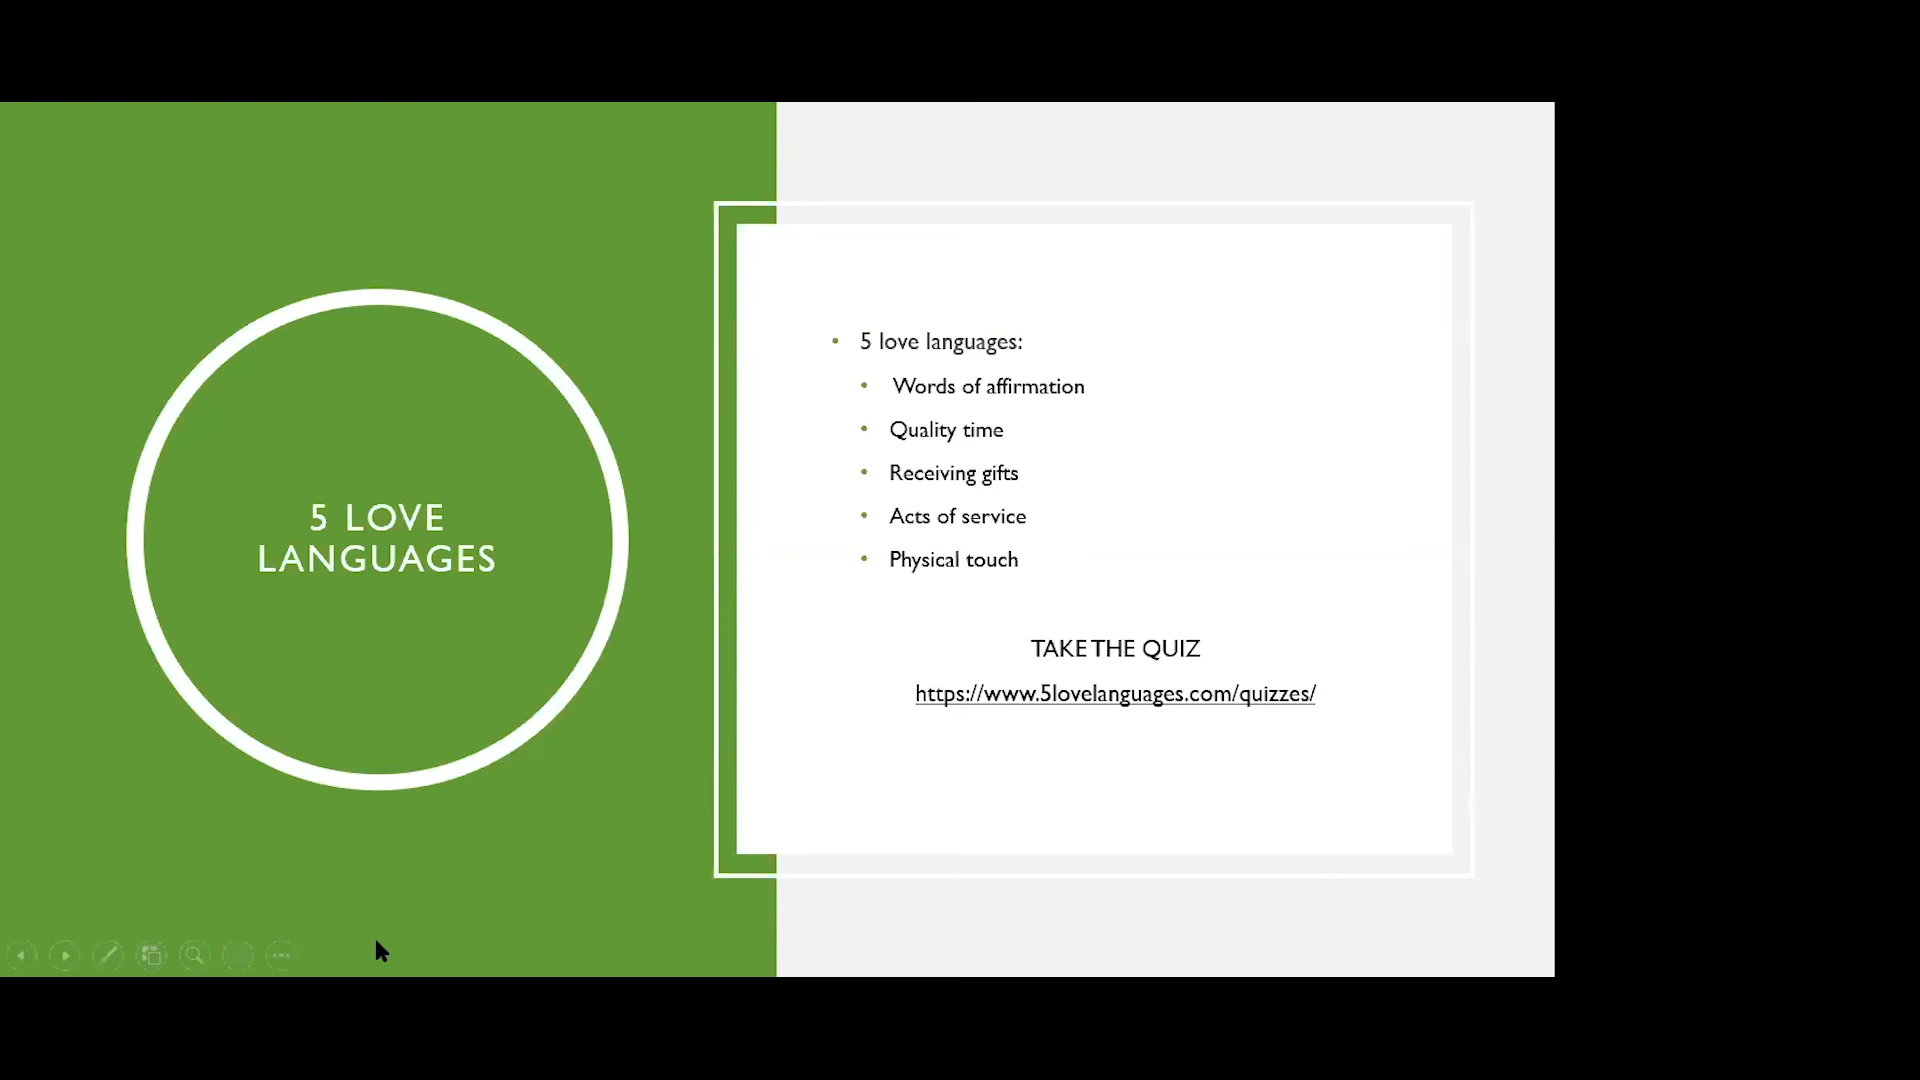 5 LOVE
LANGUAGES
• 5 love languages:
• Words of affirmation
• Quality time
• Receiving gifts
• Acts of service
• Physical touch
TAKE THE QUIZ
https://www.5lovelanguages.com/quizzes/